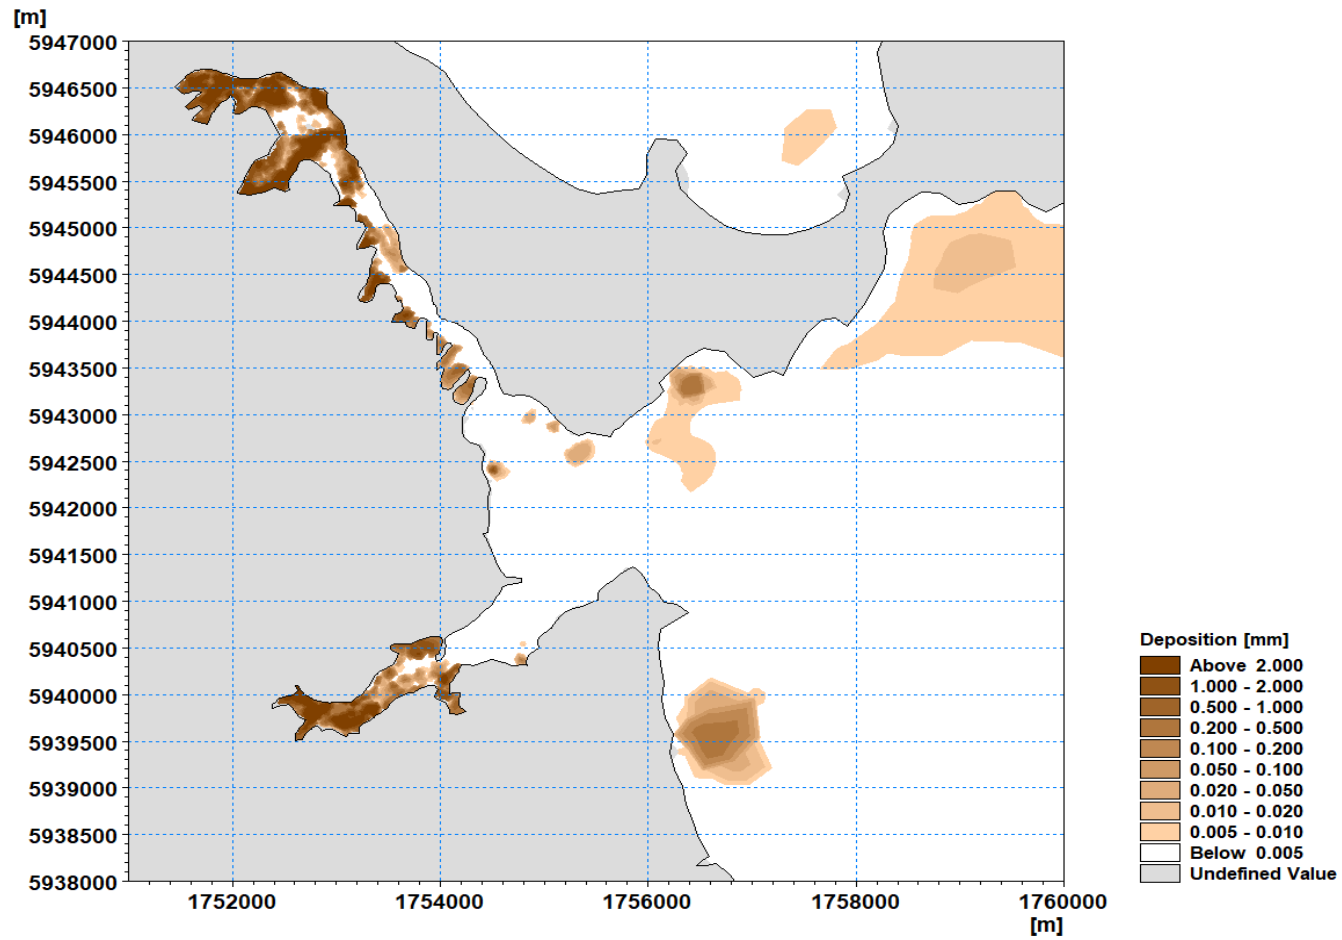 [m]
5947000
5946500
5946000
5945500
5945000
5944500
5944000
5943500
5943000
5942500
5942000
5941500
5941000
5940500
5940000
5939500
5939000
5938500
5938000
1752000 1754000 1756000 1758000 1760000
[m]
Deposition [mm]
Above 2.000
1.000 - 2.000
0.500 - 1.000
0.200 - 0.500
0.100 - 0.200
0.050 - 0.100
0.020 - 0.050
0.010 - 0.020
0.005 - 0.010
Below 0.005
Undefined Value